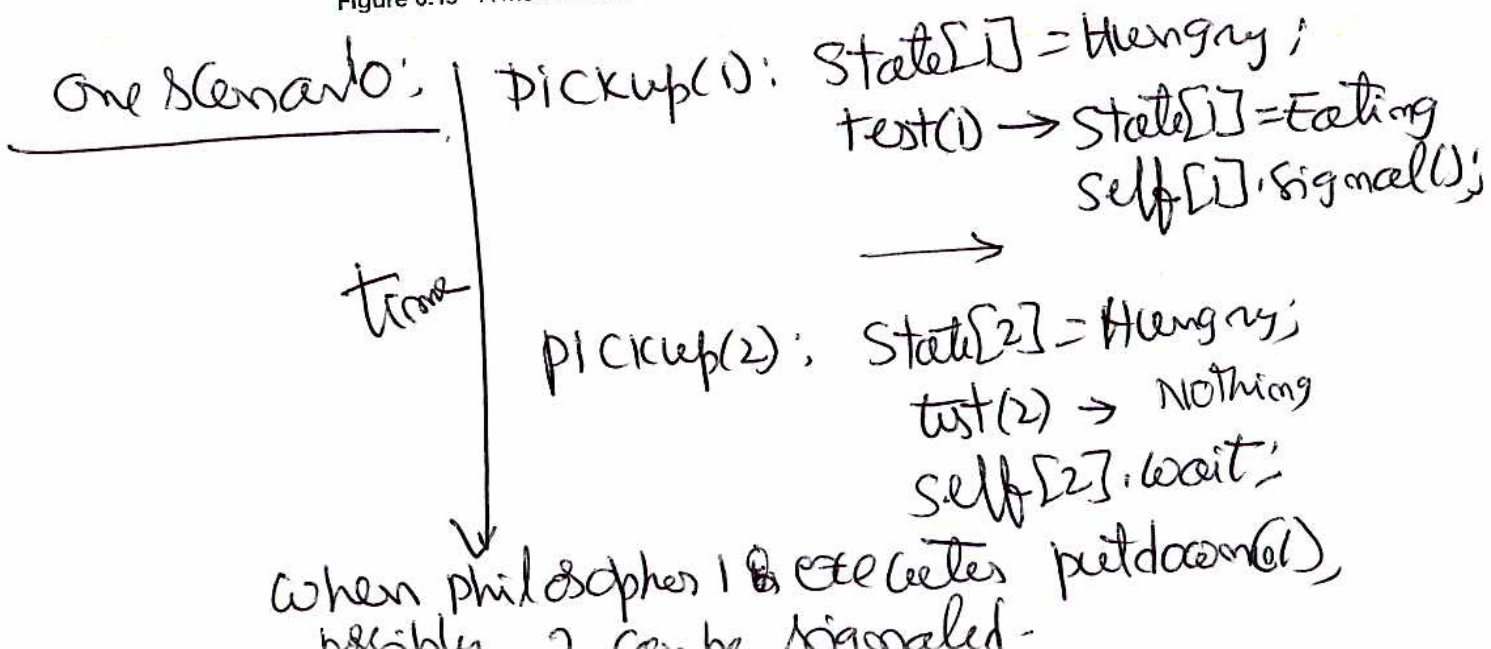 Figure 6.19
One scenario: pickup(1): State[1] = Hungry;
test(1) → State[1] = Eating
self[1].signal();
→
time
pickup(2): State[2] = Hungry;
test(2) → Nothing
self[2].wait;
When philosopher 1 executes putdown(1),
possibly 2 can be signaled.